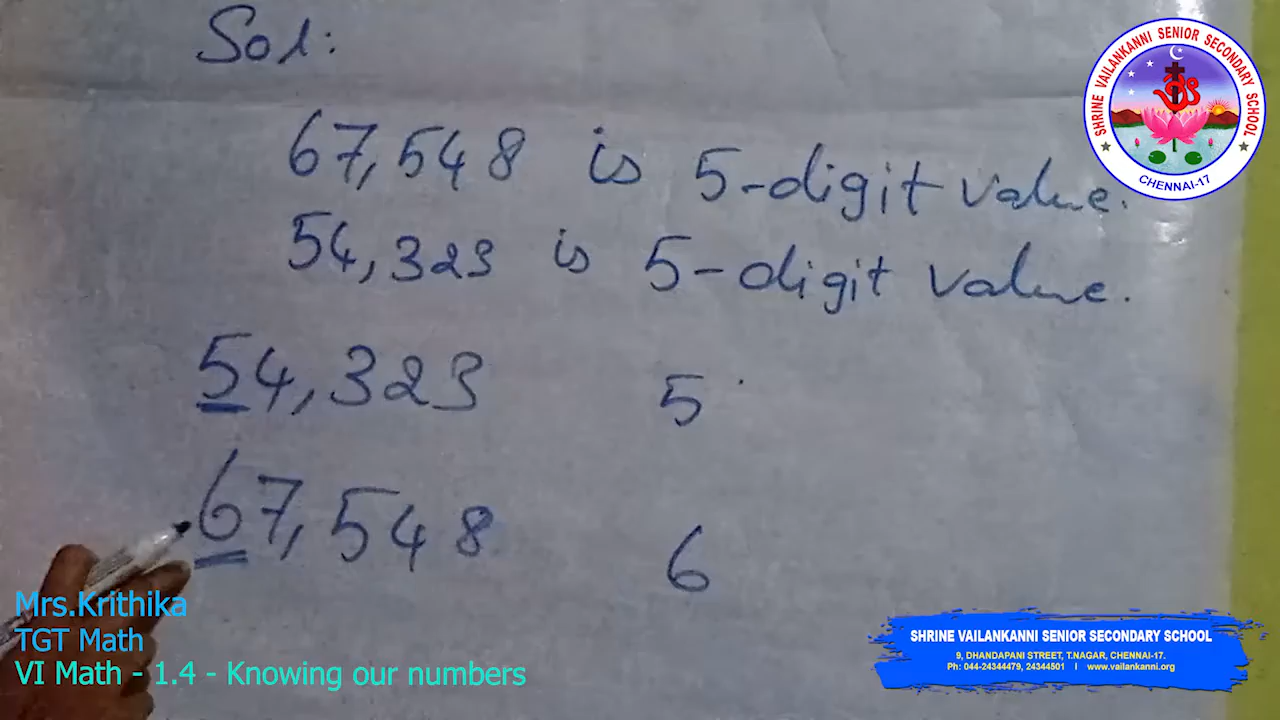 Sol:
67,548 is 5-digit value.
54,323 is 5-digit value.
54,323 5
67,548 6
SHRINE VAILANKANNI SENIOR SECONDARY SCHOOL
CHENNAI-17
Mrs.Krithika
TGT Math
VI Math - 1.4 - Knowing our numbers
SHRINE VAILANKANNI SENIOR SECONDARY SCHOOL
9, DHANDAPANI STREET, T.NAGAR, CHENNAI-17.
Ph: 044-24344479, 24344501 I www.vailankanni.org